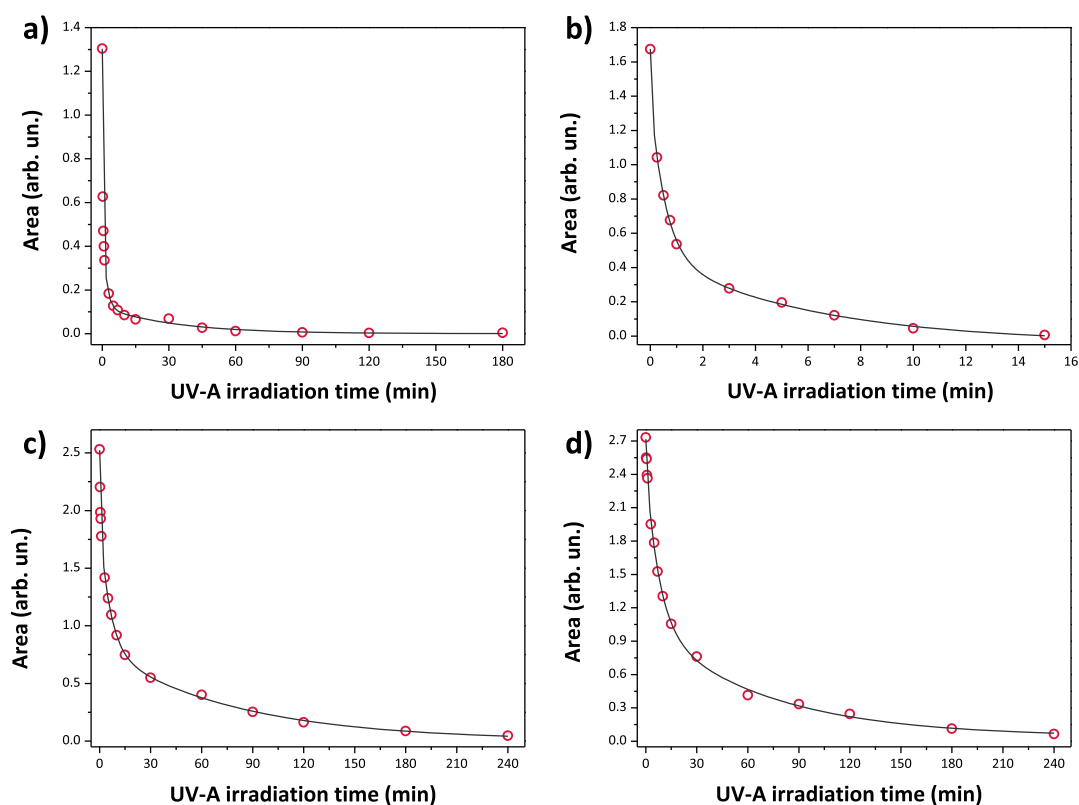 a)
1.4
1.3
1.2
1.0
0.8
0.6
0.4
0.2
0.0
Area (arb. un.)
0 30 60 90 120 150 180
UV-A irradiation time (min)
b)
1.8
1.6
1.4
1.2
1.0
0.8
0.6
0.4
0.2
0.0
Area (arb. un.)
0 2 4 6 8 10 12 14 16
UV-A irradiation time (min)
c)
2.5
2.0
1.5
1.0
0.5
0.0
Area (arb. un.)
0 30 60 90 120 150 180 210 240
UV-A irradiation time (min)
d)
2.7
2.4
2.1
1.8
1.5
1.2
0.9
0.6
0.3
0.0
Area (arb. un.)
0 30 60 90 120 150 180 210 240
UV-A irradiation time (min)